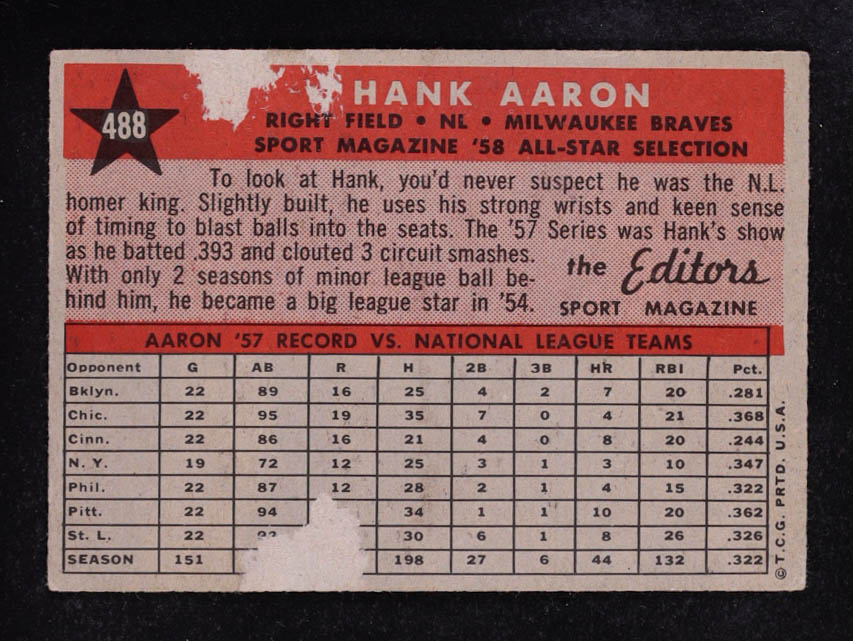 488
HANK AARON
RIGHT FIELD • NL • MILWAUKEE BRAVES
SPORT MAGAZINE '58 ALL-STAR SELECTION
To look at Hank, you'd never suspect he was the N.L.
homer king. Slightly built, he uses his strong wrists and keen sense
of timing to blast balls into the seats. The '57 Series was Hank's show
as he batted .393 and clouted 3 circuit smashes.
With only 2 seasons of minor league ball be-
hind him, he became a big league star in '54.
the Editors
SPORT MAGAZINE
AARON '57 RECORD VS. NATIONAL LEAGUE TEAMS
Opponent G AB R H 2B 3B HR RBI Pct.
Bklyn. 22 89 16 25 4 2 7 20 .281
Chic. 22 95 19 35 7 0 4 21 .368
Cinn. 22 86 16 21 4 0 8 20 .244
N. Y. 19 72 12 25 3 1 3 10 .347
Phil. 22 87 12 28 2 1 4 15 .322
Pitt. 22 94 34 1 1 10 20 .362
St. L. 22 30 6 1 8 26 .326
SEASON 151 198 27 6 44 132 .322
© T.C.G. PRTD. U.S.A.